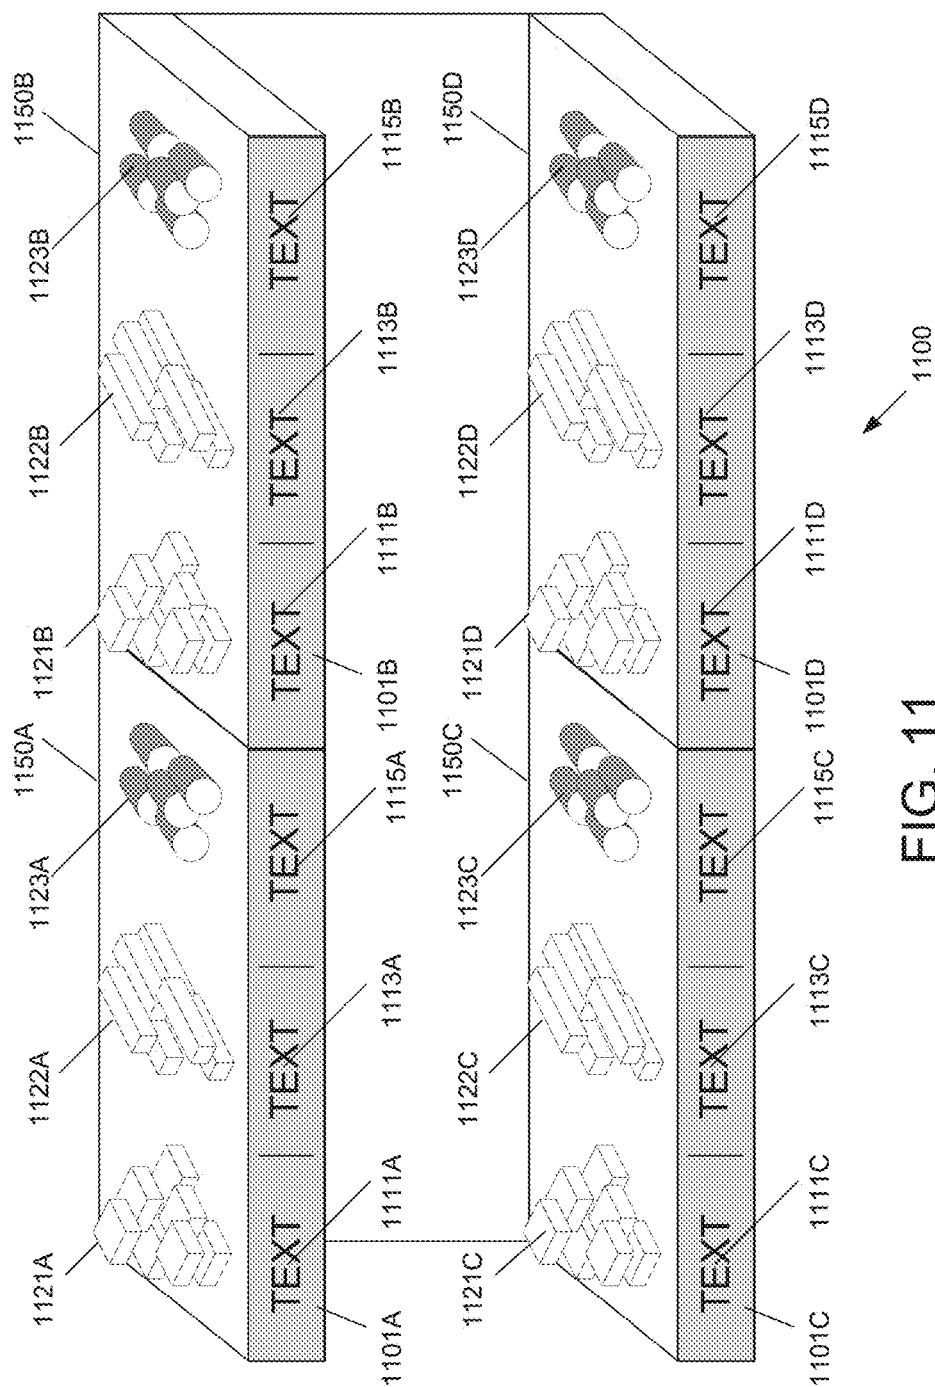 1121A 1122A 1123A 1150A 1121B 1122B 1123B 1150B
TEXT TEXT TEXT TEXT TEXT TEXT
1101A 1111A 1113A 1115A 1101B 1111B 1113B 1115B
1121C 1122C 1123C 1150C 1121D 1122D 1123D 1150D
TEXT TEXT TEXT TEXT TEXT TEXT
1101C 1111C 1113C 1115C 1101D 1111D 1113D 1115D
1100
FIG. 11